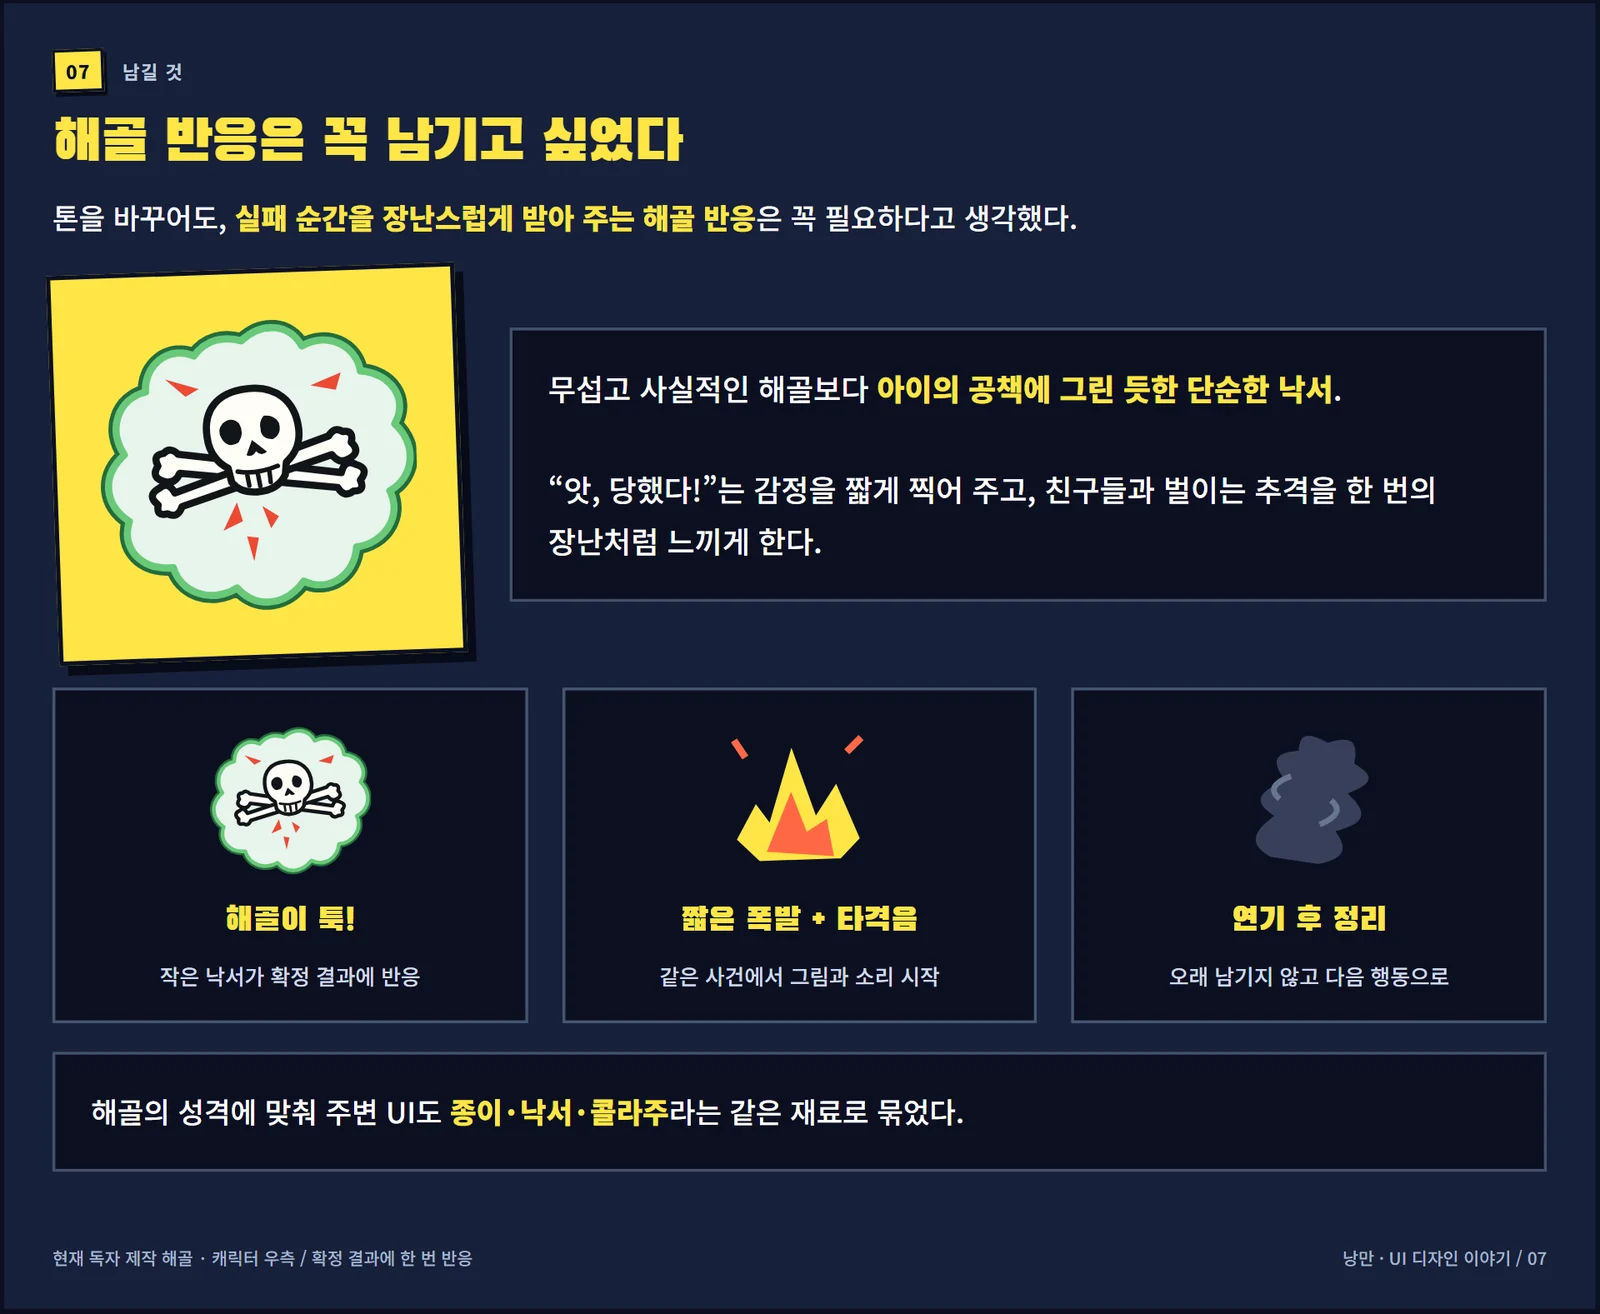 07 남길 것
해골 반응은 꼭 남기고 싶었다
톤을 바꾸어도, 실패 순간을 장난스럽게 받아 주는 해골 반응은 꼭 필요하다고 생각했다.
무섭고 사실적인 해골보다 아이의 공책에 그린 듯한 단순한 낙서.
“앗, 당했다!”는 감정을 짧게 찍어 주고, 친구들과 벌이는 추격을 한 번의
장난처럼 느끼게 한다.
해골이 툭!
작은 낙서가 확정 결과에 반응
짧은 폭발 + 타격음
같은 사건에서 그림과 소리 시작
연기 후 정리
오래 남기지 않고 다음 행동으로
해골의 성격에 맞춰 주변 UI도 종이·낙서·콜라주라는 같은 재료로 묶었다.
현재 독자 제작 해골 · 캐릭터 우측 / 확정 결과에 한 번 반응
낭만 · UI 디자인 이야기 / 07